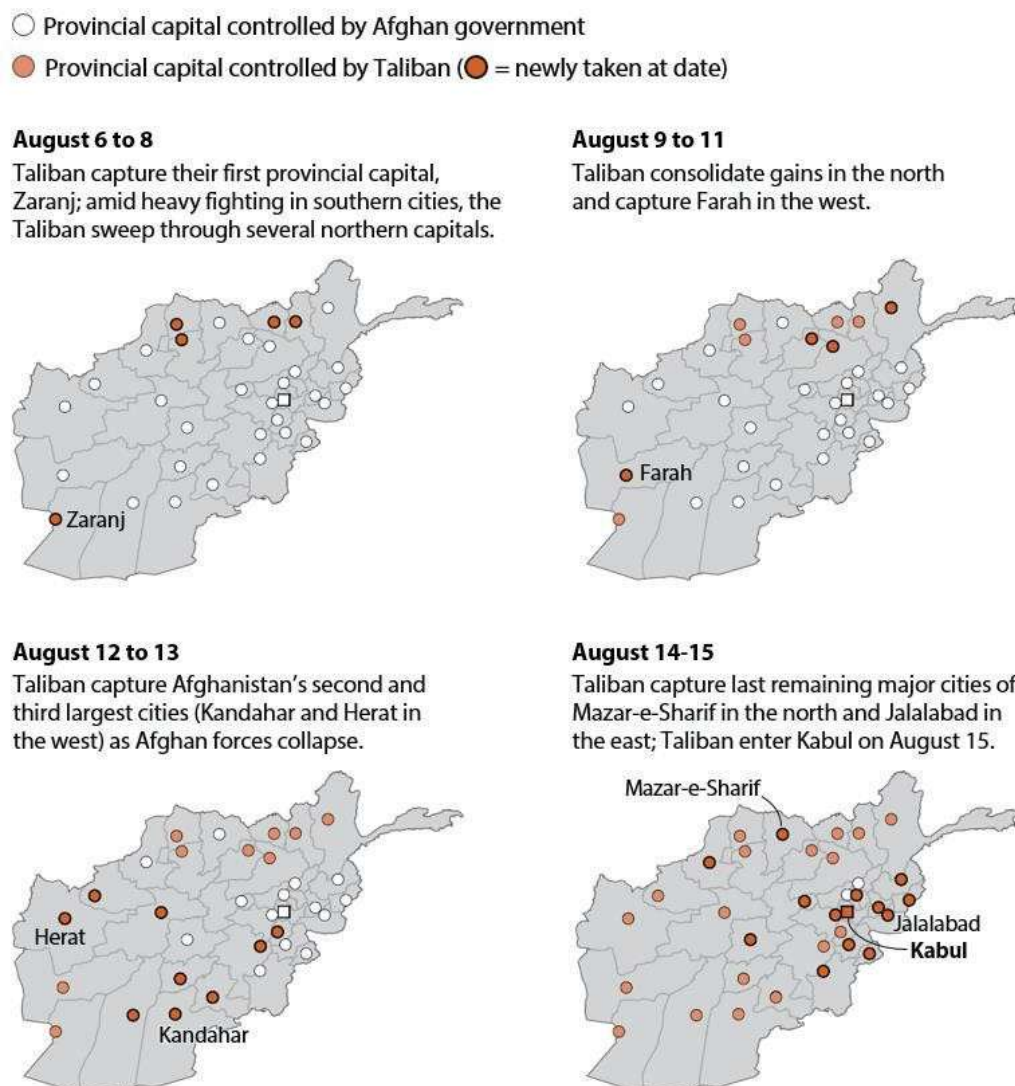 Provincial capital controlled by Afghan government
Provincial capital controlled by Taliban ( = newly taken at date)
August 6 to 8
Taliban capture their first provincial capital,
Zaranj; amid heavy fighting in southern cities, the
Taliban sweep through several northern capitals.
Zaranj
August 9 to 11
Taliban consolidate gains in the north
and capture Farah in the west.
Farah
August 12 to 13
Taliban capture Afghanistan’s second and
third largest cities (Kandahar and Herat in
the west) as Afghan forces collapse.
Herat
Kandahar
August 14-15
Taliban capture last remaining major cities of
Mazar-e-Sharif in the north and Jalalabad in
the east; Taliban enter Kabul on August 15.
Mazar-e-Sharif
Jalalabad
Kabul